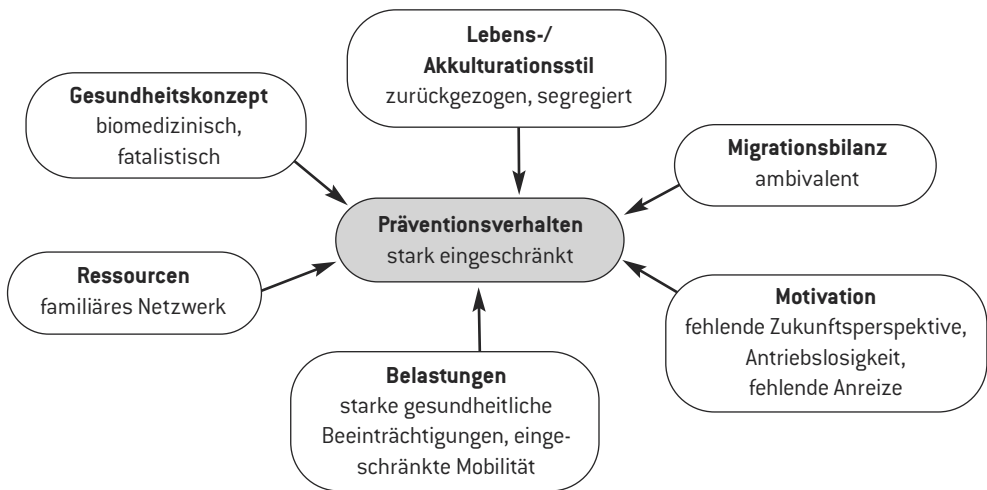 Lebens-/
Akkulturationsstil
zurückgezogen, segregiert
Gesundheitskonzept
biomedizinisch,
fatalistisch
Migrationsbilanz
ambivalent
Präventionsverhalten
stark eingeschränkt
Ressourcen
familiäres Netzwerk
Motivation
fehlende Zukunftsperspektive,
Antriebslosigkeit,
fehlende Anreize
Belastungen
starke gesundheitliche
Beeinträchtigungen, einge-
schränkte Mobilität